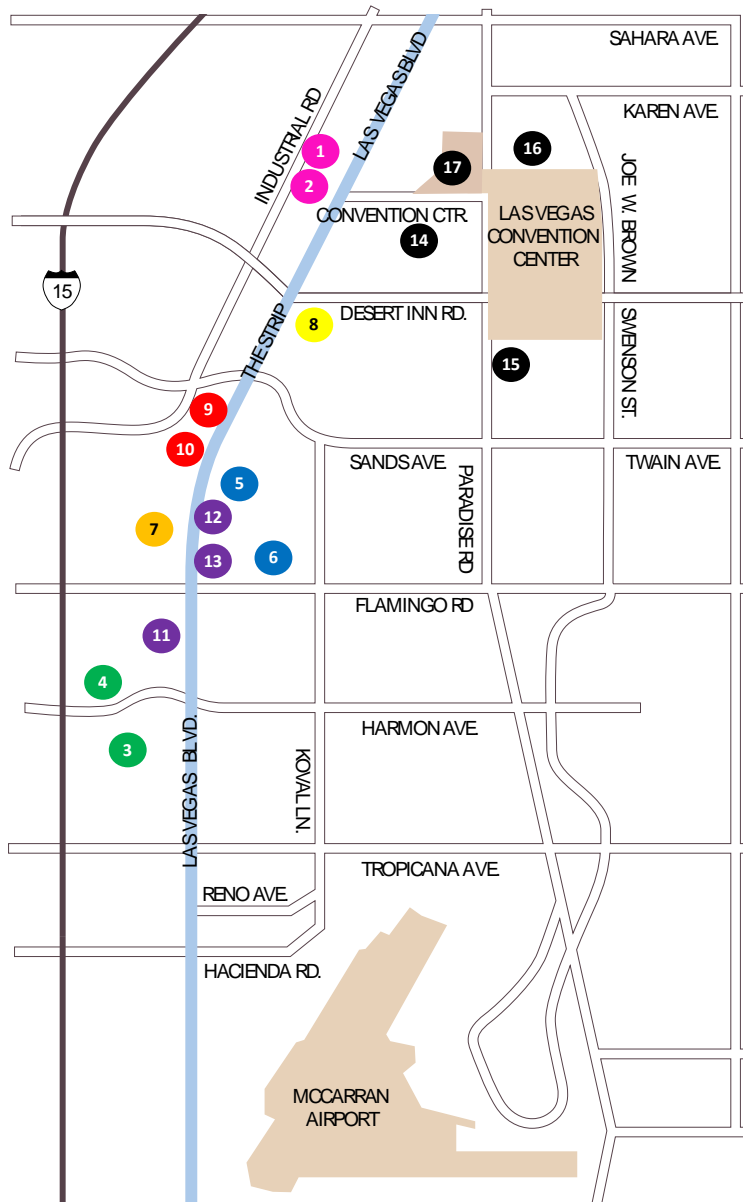 SAHARA AVE.
LAS VEGAS BLVD
INDUSTRIAL RD
KAREN AVE.
1
16
17
2
JOE W. BROWN
CONVENTION CTR.
LAS VEGAS
CONVENTION
CENTER
14
15
THE STRIP
8
DESERT INN RD.
SWENSON ST.
15
9
10
SANDS AVE.
TWAIN AVE.
PARADISE RD
5
12
7
13
6
FLAMINGO RD
11
4
HARMON AVE.
3
LAS VEGAS BLVD.
KOVAL LN.
TROPICANA AVE.
RENO AVE.
HACIENDA RD.
MCCARRAN
AIRPORT